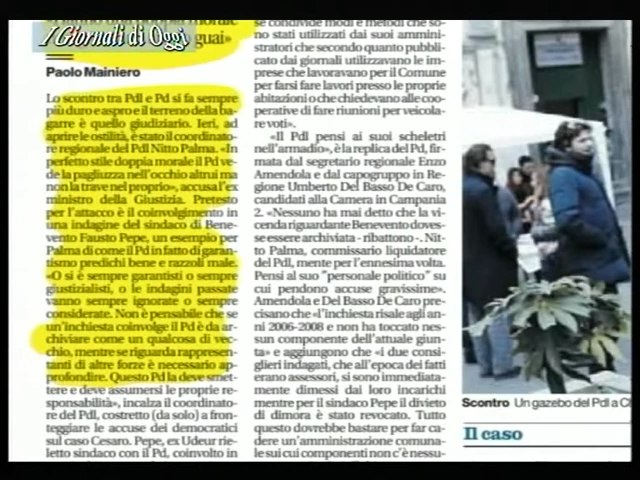 I Giornali di Oggi
guai»
Paolo Mainiero
Lo scontro tra Pdl e Pd si fa sempre
più duro e aspro e il terreno della ba-
garre è quello giudiziario. Ieri, ad
aprire le ostilità, è stato il coordinato-
re regionale del Pdl Nitto Palma. «In
perfetto stile doppia morale il Pd ve-
de la pagliuzza nell'occhio altrui ma
non la trave nel proprio», accusa l'ex
ministro della Giustizia. Pretesto
per l'attacco è il coinvolgimento in
una indagine del sindaco di Bene-
vento Fausto Pepe, un esempio per
Palma di come il Pd in fatto di garan-
tismo predichi bene e razzoli male.
«O si è sempre garantisti o sempre
giustizialisti, o le indagini passate
vanno sempre ignorate o sempre
considerate. Non è pensabile che se
un'inchiesta coinvolge il Pd è da ar-
chiviare come un qualcosa di vec-
chio, mentre se riguarda rappresen-
tanti di altre forze è necessario ap-
profondire. Questo Pd la deve smet-
tere e deve assumersi le proprie re-
sponsabilità», incalza il coordinato-
re del Pdl, costretto (da solo) a fron-
teggiare le accuse dei democratici
sul caso Cesaro. Pepe, ex Udeur rie-
letto sindaco con il Pd, coinvolto in
se condivide modi e metodi che so-
no stati utilizzati dai suoi ammini-
stratori che secondo quanto pubbli-
cato dai giornali utilizzavano le im-
prese che lavoravano per il Comune
per farsi fare lavori presso le proprie
abitazioni o che chiedevano alle coo-
perative di fare riunioni per veicola-
re voti».
«Il Pdl pensi ai suoi scheletri
nell'armadio», è la replica del Pd, fir-
mata dal segretario regionale Enzo
Amendola e dal capogruppo in Re-
gione Umberto Del Basso De Caro,
candidati alla Camera in Campania
2. «Nessuno ha mai detto che la vi-
cenda riguardante Benevento doves-
se essere archiviata - ribattono -. Nit-
to Palma, commissario liquidatore
del Pdl, mente per l'ennesima volta.
Pensi al suo "personale politico" su
cui pendono accuse gravissime».
Amendola e Del Basso De Caro pre-
cisano che «l'inchiesta risale agli an-
ni 2006-2008 e non ha toccato nes-
sun componente dell'attuale giun-
ta» e aggiungono che «i due consi-
glieri indagati, che all'epoca dei fatti
erano assessori, si sono immediata-
mente dimessi dai loro incarichi
mentre per il sindaco Pepe il divieto
di dimora è stato revocato. Tutto
questo dovrebbe bastare per far ca-
dere un'amministrazione comuna-
le sui cui componenti non c'è nessu-
Scontro Un gazebo del Pdl a C
Il caso